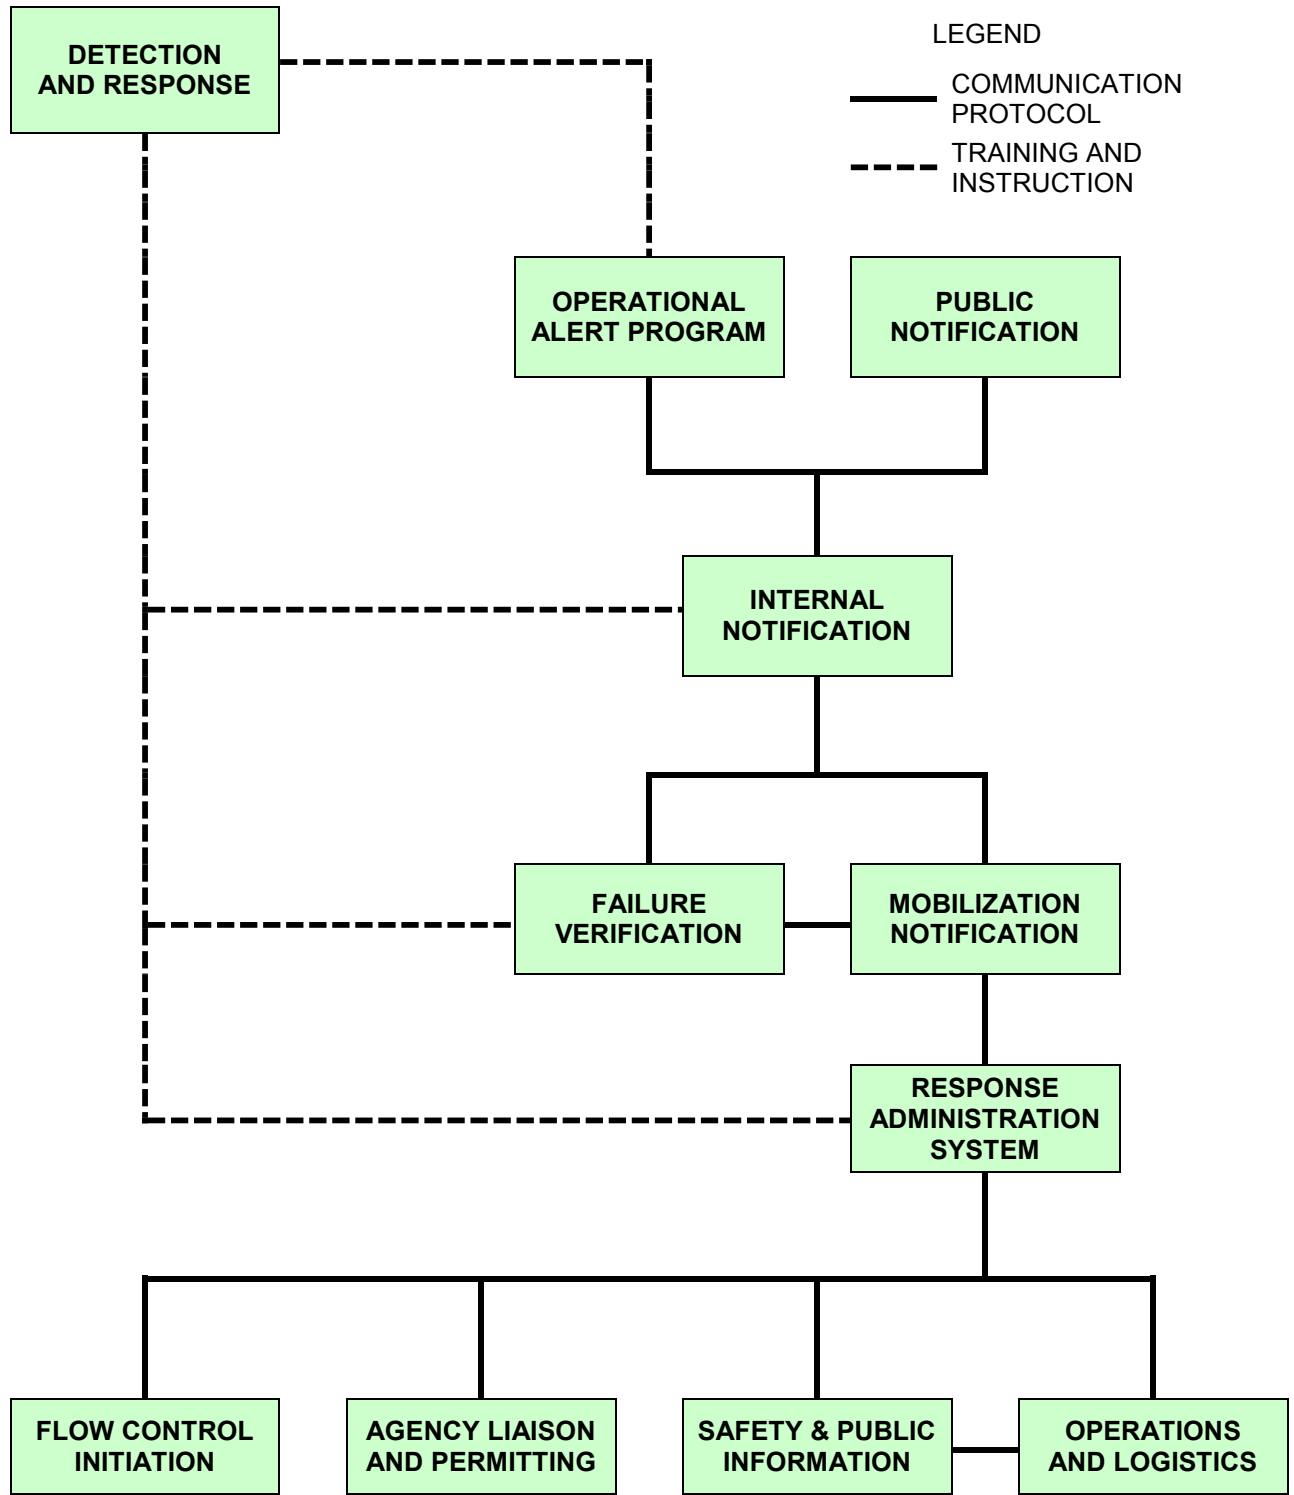 DETECTION
AND RESPONSE
LEGEND
COMMUNICATION
PROTOCOL
TRAINING AND
INSTRUCTION
OPERATIONAL
ALERT PROGRAM
PUBLIC
NOTIFICATION
INTERNAL
NOTIFICATION
FAILURE
VERIFICATION
MOBILIZATION
NOTIFICATION
RESPONSE
ADMINISTRATION
SYSTEM
FLOW CONTROL
INITIATION
AGENCY LIAISON
AND PERMITTING
SAFETY & PUBLIC
INFORMATION
OPERATIONS
AND LOGISTICS